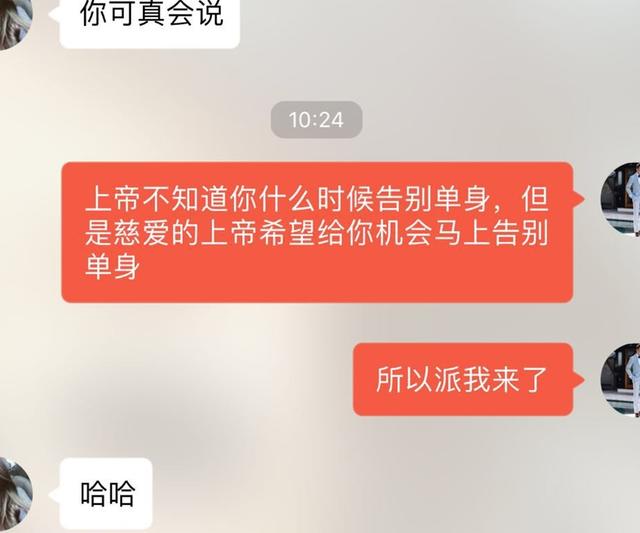 你可真会说
10:24
上帝不知道你什么时候告别单身，但
是慈爱的上帝希望给你机会马上告别
单身
所以派我来了
哈哈